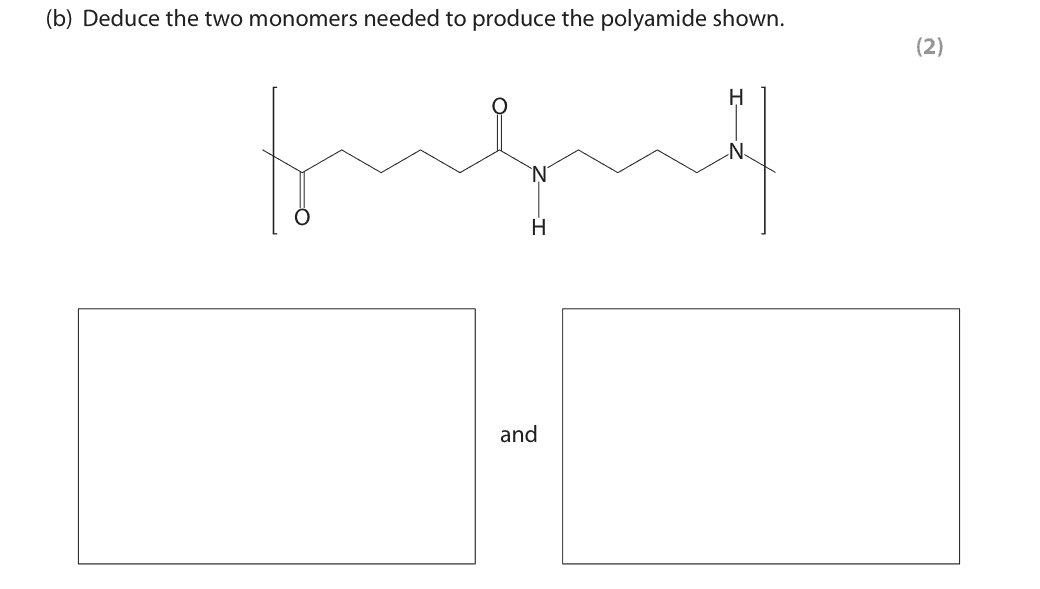 (b) Deduce the two monomers needed to produce the polyamide shown.
(2)
O
H
N
N
O
H
and